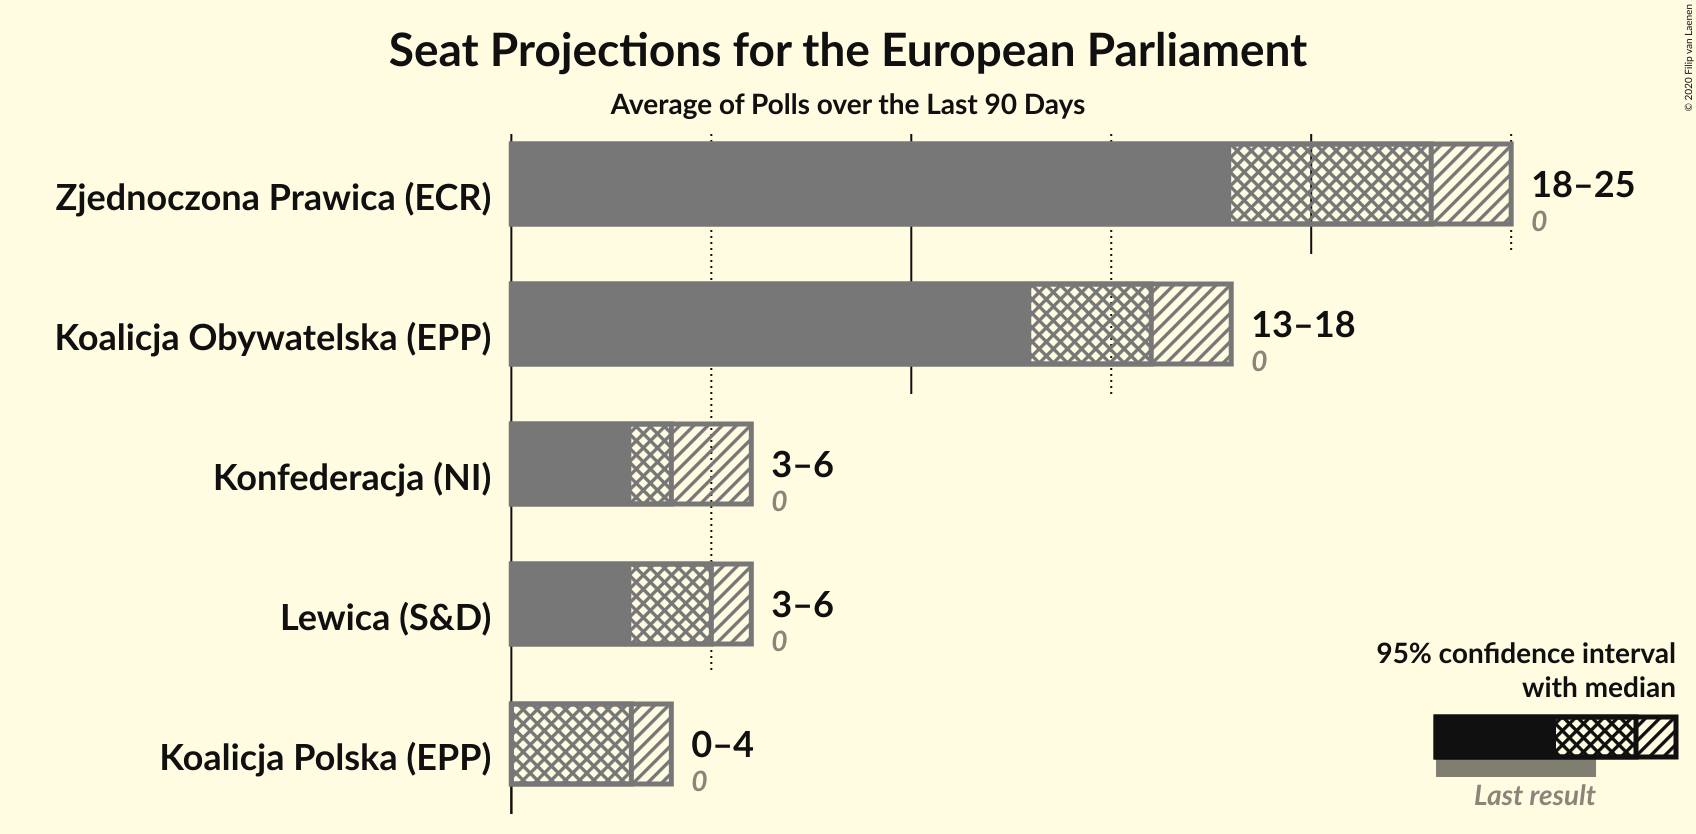 Seat Projections for the European Parliament
Average of Polls over the Last 90 Days
© 2020 Filip van Laenen
Zjednoczona Prawica (ECR)
18–25
0
Koalicja Obywatelska (EPP)
13–18
0
Konfederacja (NI)
3–6
0
Lewica (S&D)
3–6
0
Koalicja Polska (EPP)
0–4
0
95% confidence interval
with median
Last result